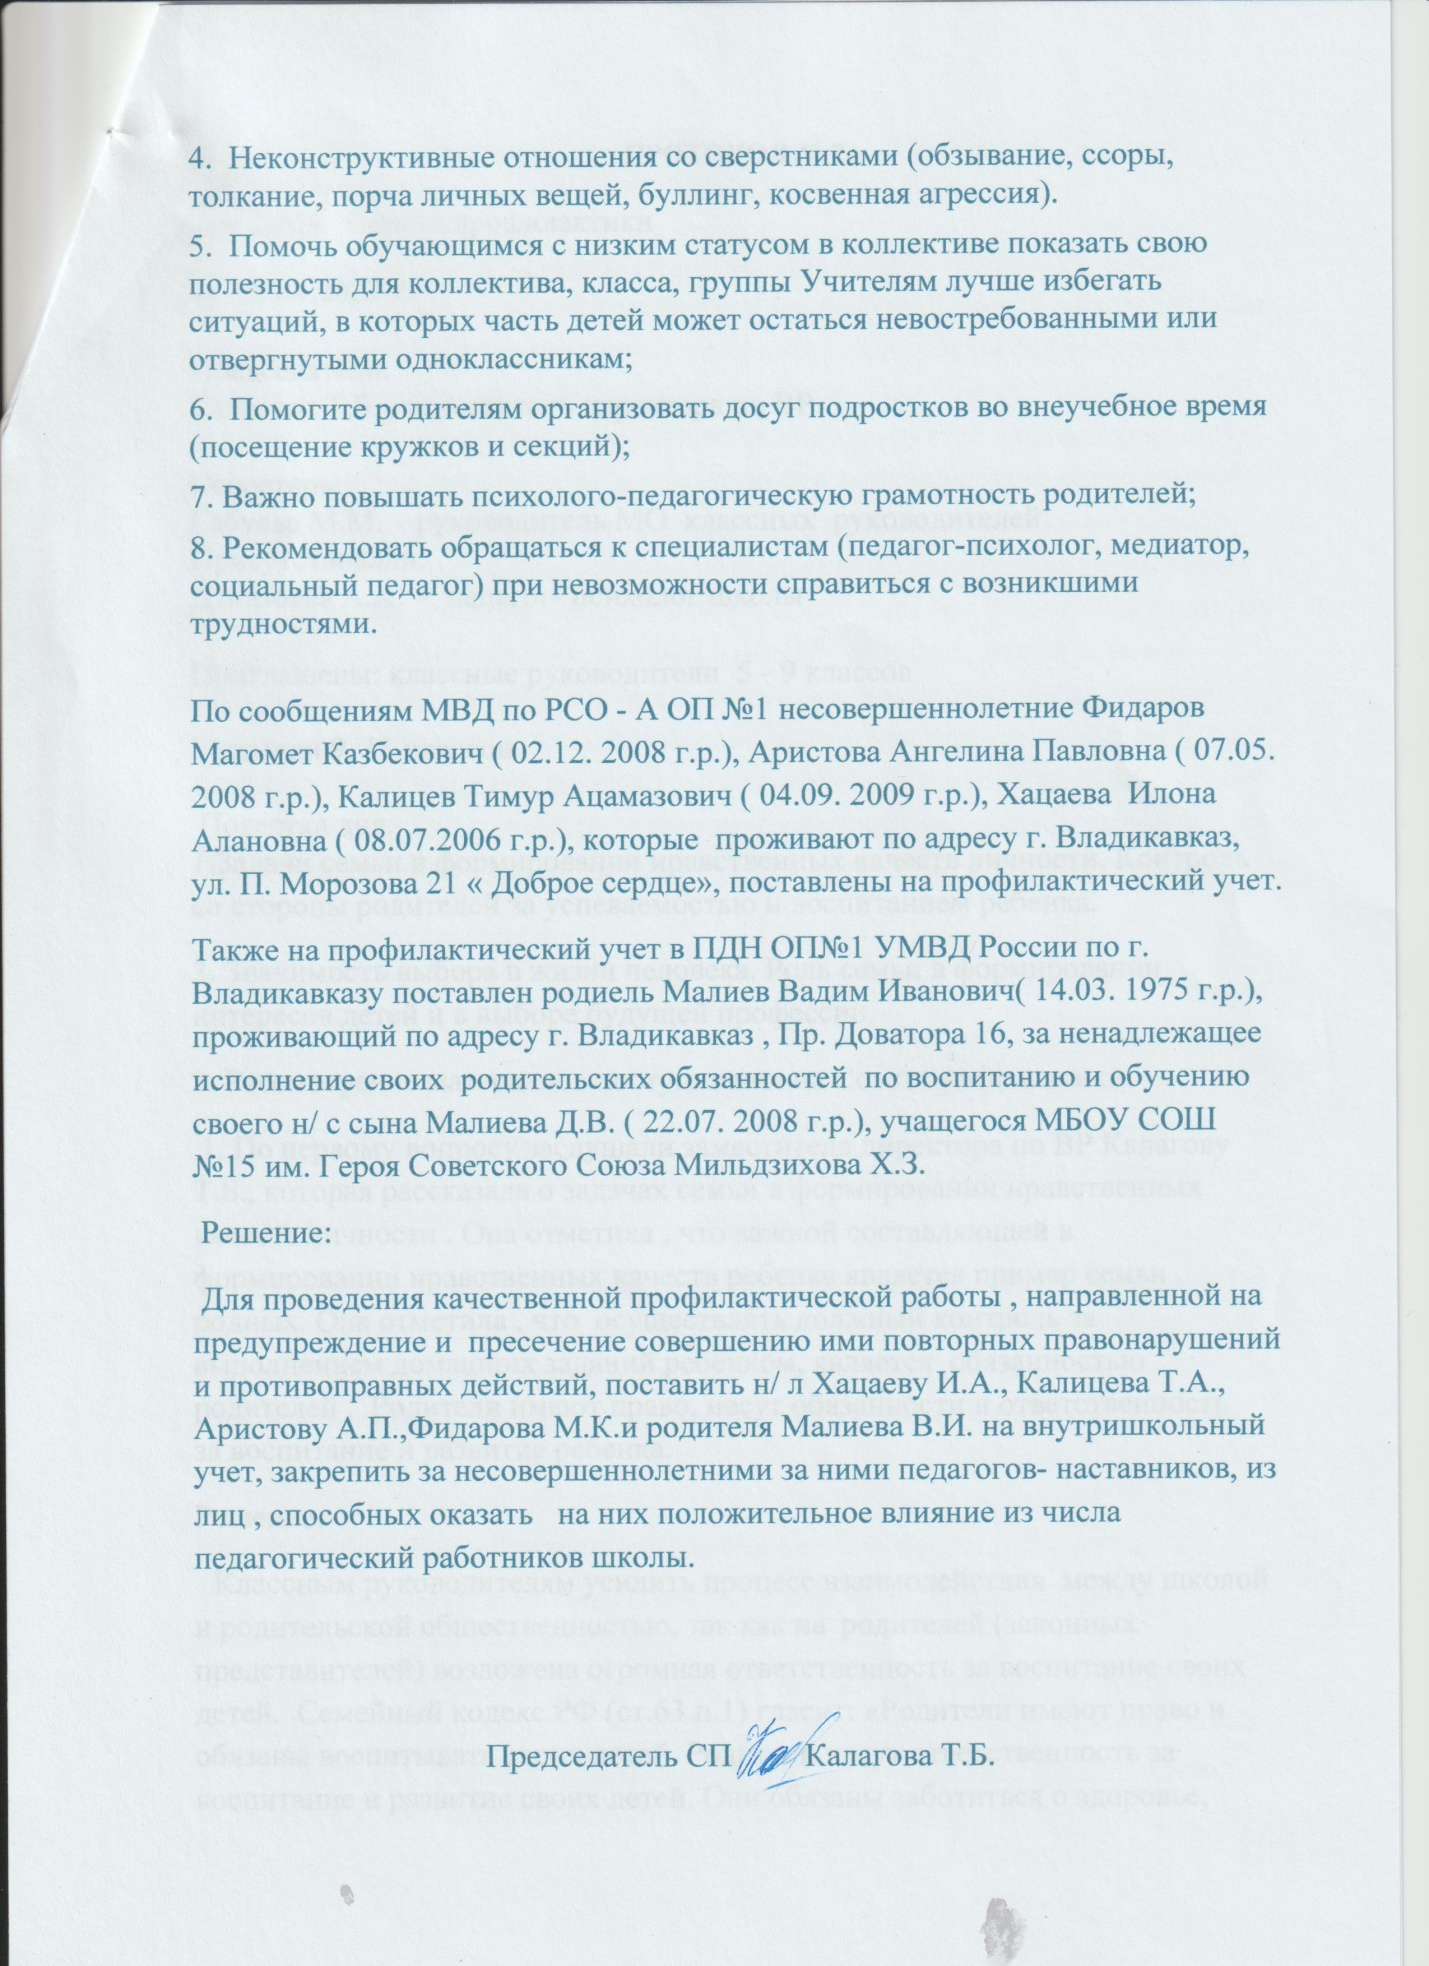 4.  Неконструктивные отношения со сверстниками (обзывание, ссоры,
толкание, порча личных вещей, буллинг, косвенная агрессия).
5.  Помочь обучающимся с низким статусом в коллективе показать свою
полезность для коллектива, класса, группы Учителям лучше избегать
ситуаций, в которых часть детей может остаться невостребованными или
отвергнутыми одноклассникам;
6.  Помогите родителям организовать досуг подростков во внеучебное время
(посещение кружков и секций);
7. Важно повышать психолого-педагогическую грамотность родителей;
8. Рекомендовать обращаться к специалистам (педагог-психолог, медиатор,
социальный педагог) при невозможности справиться с возникшими
трудностями.
По сообщениям МВД по РСО - А ОП №1 несовершеннолетние Фидаров
Магомет Казбекович ( 02.12. 2008 г.р.), Аристова Ангелина Павловна ( 07.05.
2008 г.р.), Калицев Тимур Ацамазович ( 04.09. 2009 г.р.), Хацаева  Илона
Алановна ( 08.07.2006 г.р.), которые  проживают по адресу г. Владикавказ,
ул. П. Морозова 21 « Доброе сердце», поставлены на профилактический учет.
Также на профилактический учет в ПДН ОП№1 УМВД России по г.
Владикавказу поставлен родиель Малиев Вадим Иванович( 14.03. 1975 г.р.),
проживающий по адресу г. Владикавказ , Пр. Доватора 16, за ненадлежащее
исполнение своих  родительских обязанностей  по воспитанию и обучению
своего н/ с сына Малиева Д.В. ( 22.07. 2008 г.р.), учащегося МБОУ СОШ
№15 им. Героя Советского Союза Мильдзихова Х.З.
Решение:
Для проведения качественной профилактической работы , направленной на
предупреждение и  пресечение совершению ими повторных правонарушений
и противоправных действий, поставить н/ л Хацаеву И.А., Калицева Т.А.,
Аристову А.П.,Фидарова М.К.и родителя Малиева В.И. на внутришкольный
учет, закрепить за несовершеннолетними за ними педагогов- наставников, из
лиц , способных оказать   на них положительное влияние из числа
педагогический работников школы.
Председатель СП Калагова Т.Б.